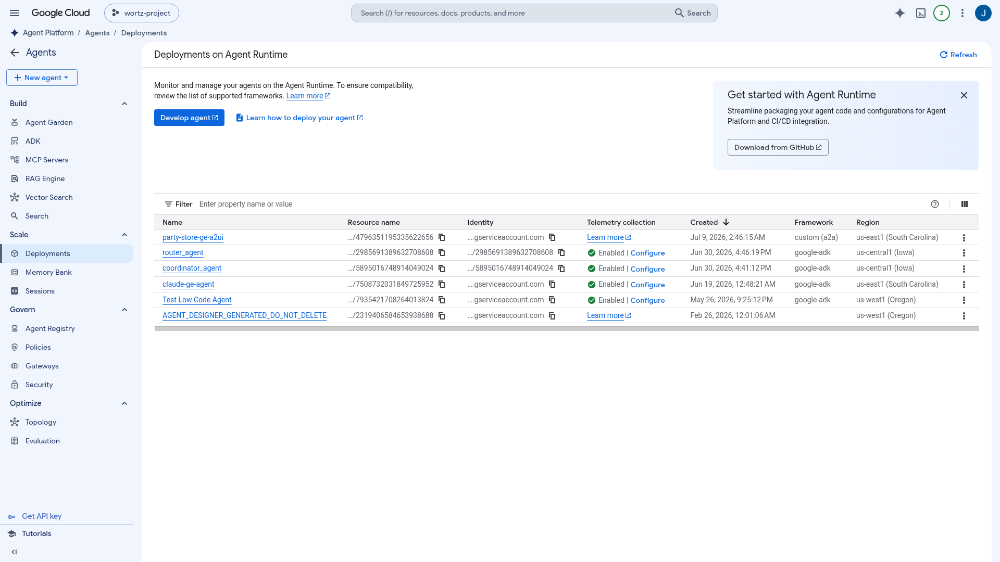 Google Cloud
wortz-project
Search (/) for resources, docs, products, and more
Search
2
J
Agent Platform / Agents / Deployments
Agents
New agent
Build
Agent Garden
ADK
MCP Servers
RAG Engine
Vector Search
Search
Scale
Deployments
Memory Bank
Sessions
Govern
Agent Registry
Policies
Gateways
Security
Optimize
Topology
Evaluation
Get API key
Tutorials
Deployments on Agent Runtime
Refresh
Monitor and manage your agents on the Agent Runtime. To ensure compatibility,
review the list of supported frameworks. Learn more
Develop agent
Learn how to deploy your agent
Get started with Agent Runtime
Streamline packaging your agent code and configurations for Agent
Platform and CI/CD integration.
Download from GitHub
Filter Enter property name or value
Name Resource name Identity Telemetry collection Created Framework Region
party-store-ge-a2ui .../4796351195335622656 ....gserviceaccount.com Learn more Jul 9, 2026, 2:46:15 AM custom (a2a) us-east1 (South Carolina)
router_agent .../2985691389632708608 .../2985691389632708608 Enabled | Configure Jun 30, 2026, 4:46:19 PM google-adk us-central1 (Iowa)
coordinator_agent .../5895016748914049024 .../5895016748914049024 Enabled | Configure Jun 30, 2026, 4:41:12 PM google-adk us-central1 (Iowa)
claude-ge-agent .../7508732031849725952 ....gserviceaccount.com Enabled | Configure Jun 19, 2026, 12:48:21 AM google-adk us-east1 (South Carolina)
Test Low Code Agent .../7935421708264013824 ....gserviceaccount.com Enabled | Configure May 26, 2026, 9:25:12 PM google-adk us-west1 (Oregon)
AGENT_DESIGNER_GENERATED_DO_NOT_DELETE .../2319406584653938688 ....gserviceaccount.com Learn more Feb 26, 2026, 12:01:06 AM us-west1 (Oregon)